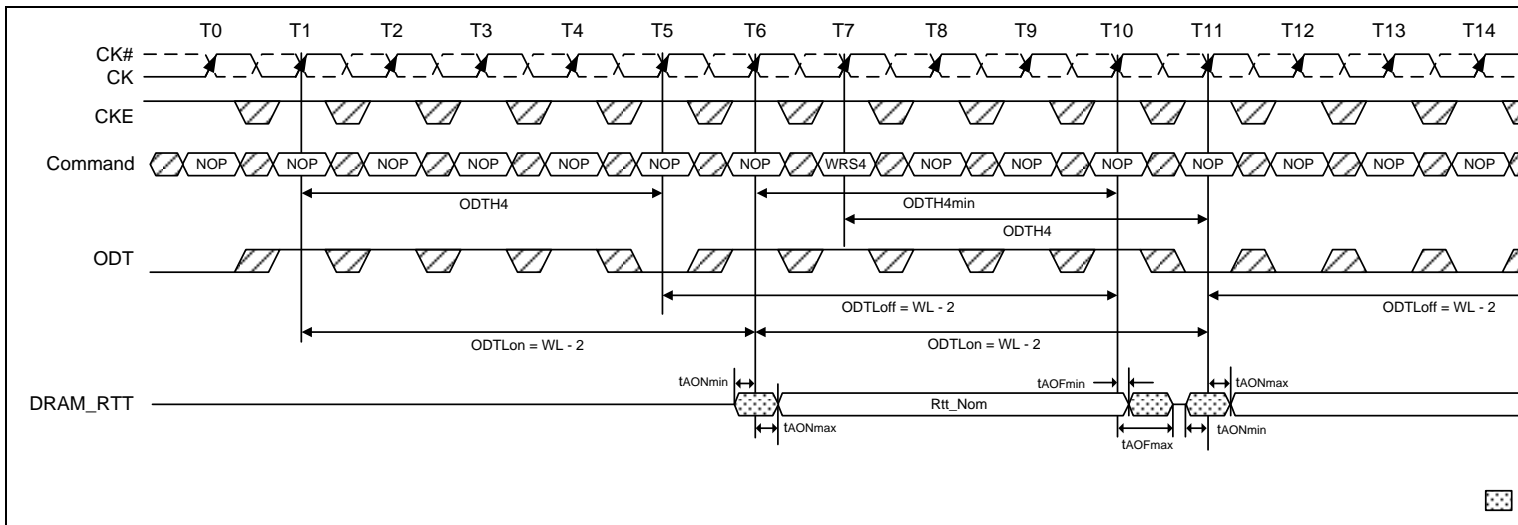 T0 T1 T2 T3 T4 T5 T6 T7 T8 T9 T10 T11 T12 T13 T14
CK#
CK
CKE
Command NOP NOP NOP NOP NOP NOP NOP WRS4 NOP NOP NOP NOP NOP NOP NOP
ODTH4 ODTH4min
ODTH4
ODT
ODTLoff = WL - 2 ODTLoff = WL - 2
ODTLon = WL - 2 ODTLon = WL - 2
tAONmin tAOFmin tAONmax
DRAM_RTT Rtt_Nom
tAONmax tAOFmax tAONmin